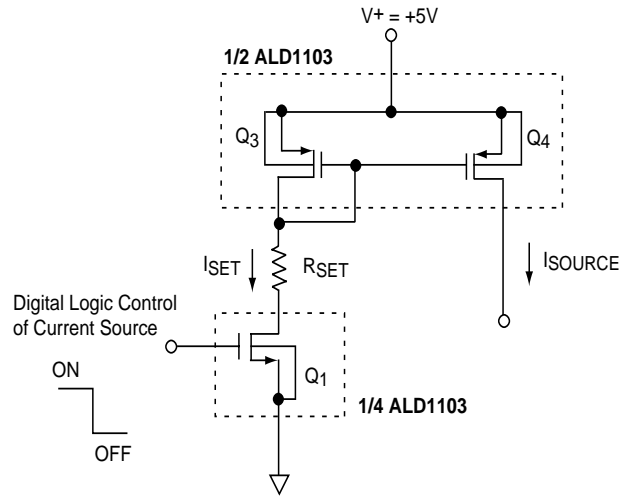 V+ = +5V
1/2 ALD1103
Q3
Q4
ISET
RSET
ISOURCE
Digital Logic Control
of Current Source
ON
OFF
Q1
1/4 ALD1103